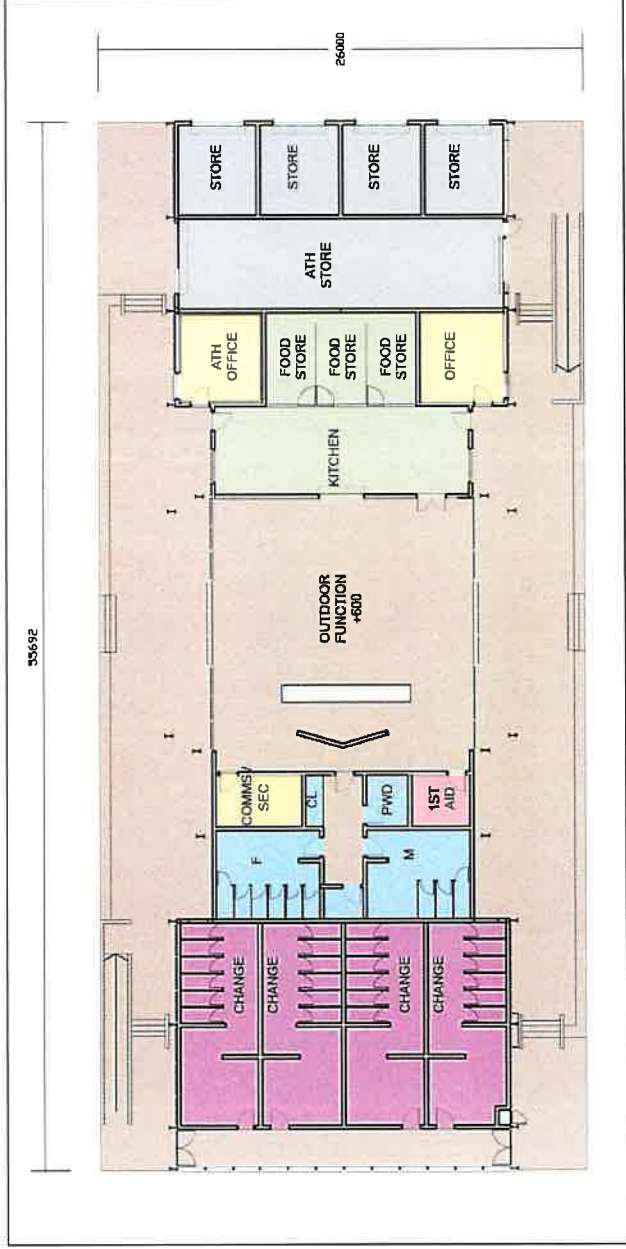 55692
26000
STORE
STORE
STORE
STORE
ATH
STORE
ATH
OFFICE
FOOD
STORE
FOOD
STORE
FOOD
STORE
OFFICE
KITCHEN
OUTDOOR
FUNCTION
+600
COMMS/
SEC
CL
PWD
1ST
AID
F
M
CHANGE
CHANGE
CHANGE
CHANGE